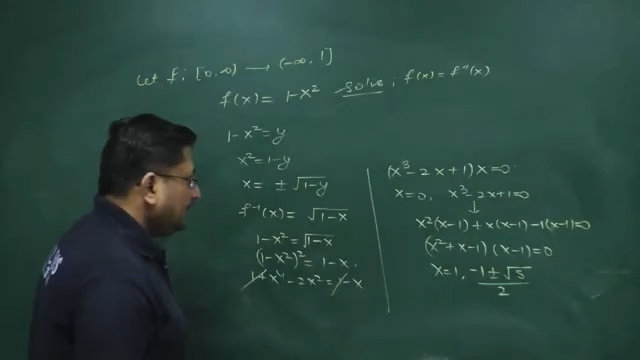 Let f: [0,∞) → (-∞, 1]
f(x) = 1-x² Solve ; f(x) = f⁻¹(x)
1-x² = y
x² = 1-y
x = ± √1-y
f⁻¹(x) = √1-x
1-x² = √1-x
(1-x²)² = 1-x.
1+x⁴-2x² = 1-x
(x³-2x+1)x=0
x=0, x³-2x+1=0
↓
x²(x-1)+x(x-1)-1(x-1)=0
(x²+x-1)(x-1)=0
x=1, -1±√5
2